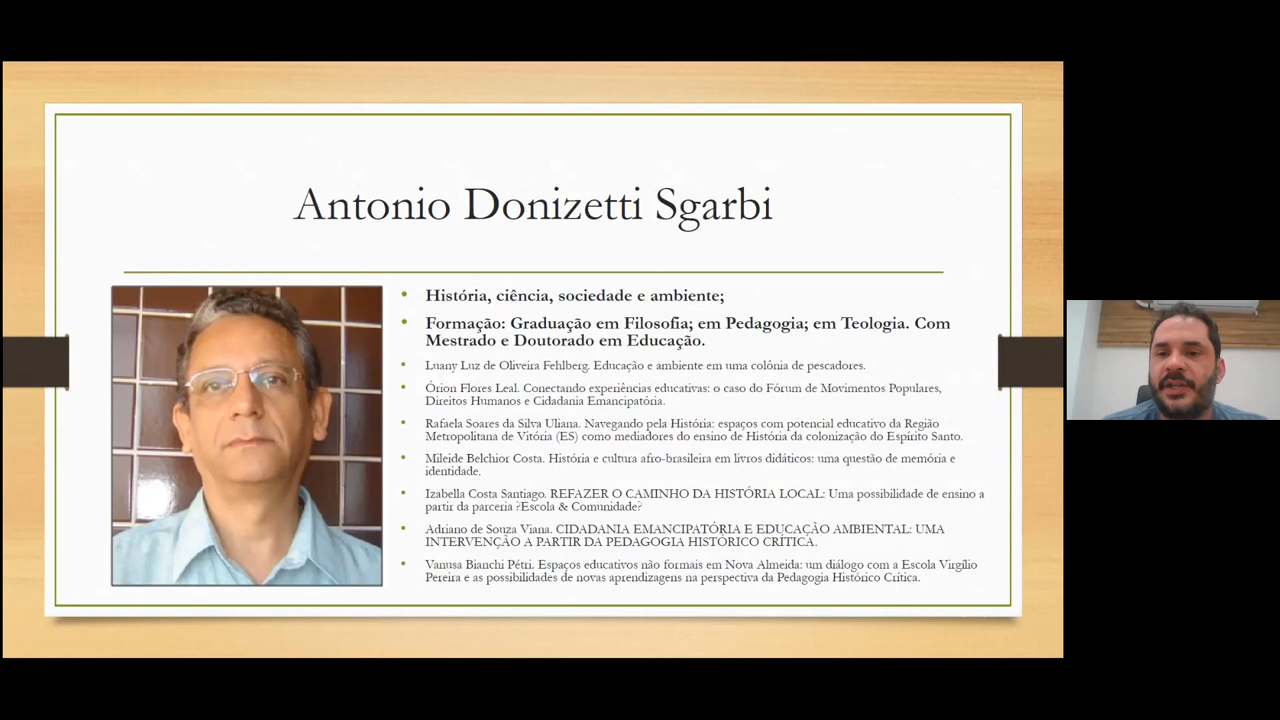 Antonio Donizetti Sgarbi
• História, ciência, sociedade e ambiente;
• Formação: Graduação em Filosofia; em Pedagogia; em Teologia. Com
Mestrado e Doutorado em Educação.
• Luany Luz de Oliveira Fehlberg. Educação e ambiente em uma colônia de pescadores.
• Órion Flores Leal. Conectando experiências educativas: o caso do Fórum de Movimentos Populares,
Direitos Humanos e Cidadania Emancipatória.
• Rafaela Soares da Silva Uliana. Navegando pela História: espaços com potencial educativo da Região
Metropolitana de Vitória (ES) como mediadores do ensino de História da colonização do Espírito Santo.
• Mileide Belchior Costa. História e cultura afro-brasileira em livros didáticos: uma questão de memória e
identidade.
• Izabella Costa Santiago. REFAZER O CAMINHO DA HISTÓRIA LOCAL: Uma possibilidade de ensino a
partir da parceria ?Escola & Comunidade?
• Adriano de Souza Viana. CIDADANIA EMANCIPATÓRIA E EDUCAÇÃO AMBIENTAL: UMA
INTERVENÇÃO A PARTIR DA PEDAGOGIA HISTÓRICO CRÍTICA.
• Vanusa Bianchi Pétri. Espaços educativos não formais em Nova Almeida: um diálogo com a Escola Virgílio
Pereira e as possibilidades de novas aprendizagens na perspectiva da Pedagogia Histórico Crítica.